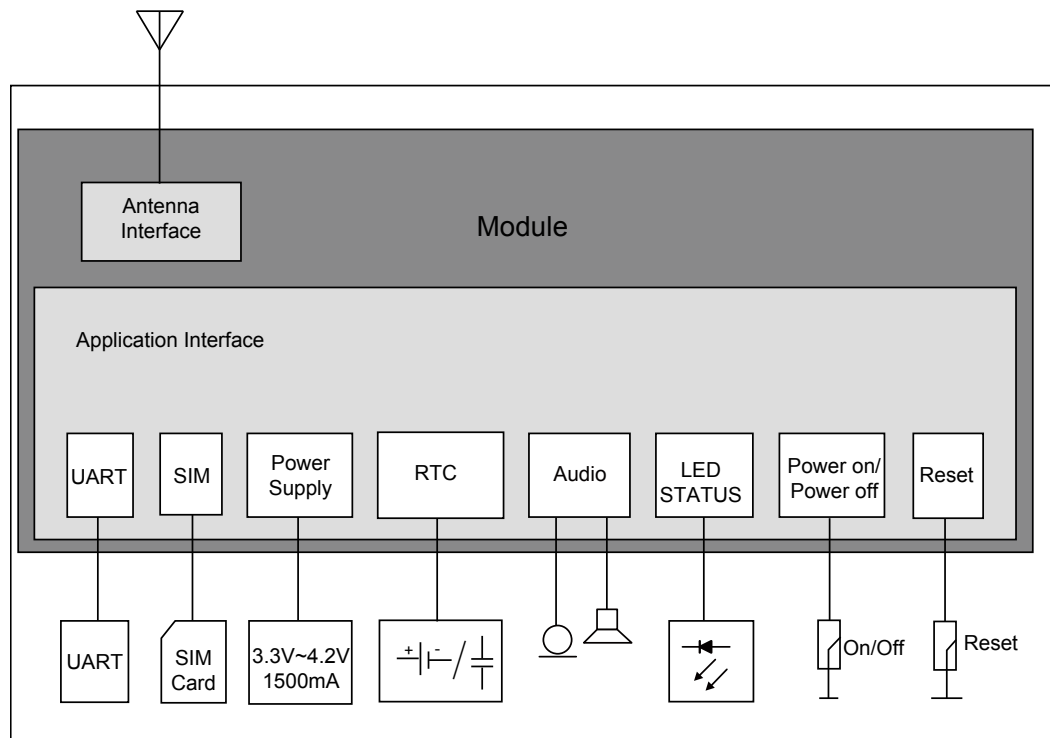 Antenna
Interface
Module
Application Interface
UART
SIM
Power
Supply
RTC
Audio
LED
STATUS
Power on/
Power off
Reset
UART
SIM
Card
3.3V~4.2V
1500mA
+ -
On/Off
Reset